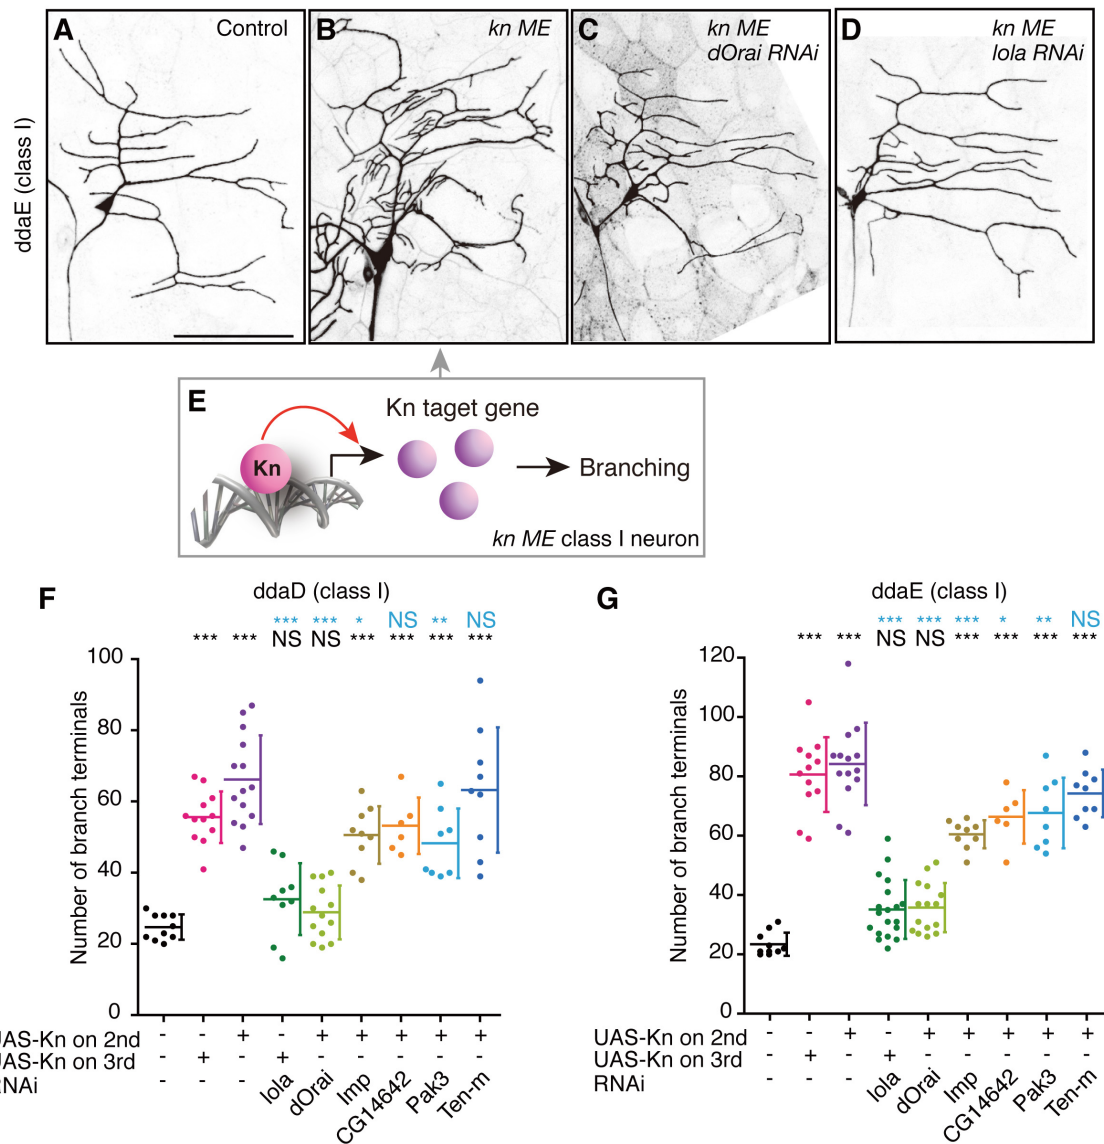 A
Control
B
kn ME
C
kn ME
dOrai RNAi
D
kn ME
lola RNAi
ddaE (class I)
E
Kn taget gene
Kn
Branching
kn ME class I neuron
F
ddaD (class I)
*** *** * NS ** NS
*** *** NS NS *** *** *** ***
Number of branch terminals
100
80
60
40
20
0
UAS-Kn on 2nd - - + - + + + + +
UAS-Kn on 3rd - + - + - - - - -
RNAi - - - lola dOrai Imp CG14642 Pak3 Ten-m
G
ddaE (class I)
*** *** *** * ** NS
*** *** NS NS *** *** *** ***
Number of branch terminals
120
100
80
60
40
20
0
UAS-Kn on 2nd - - + - + + + + +
UAS-Kn on 3rd - + - + - - - - -
RNAi - - - lola dOrai Imp CG14642 Pak3 Ten-m